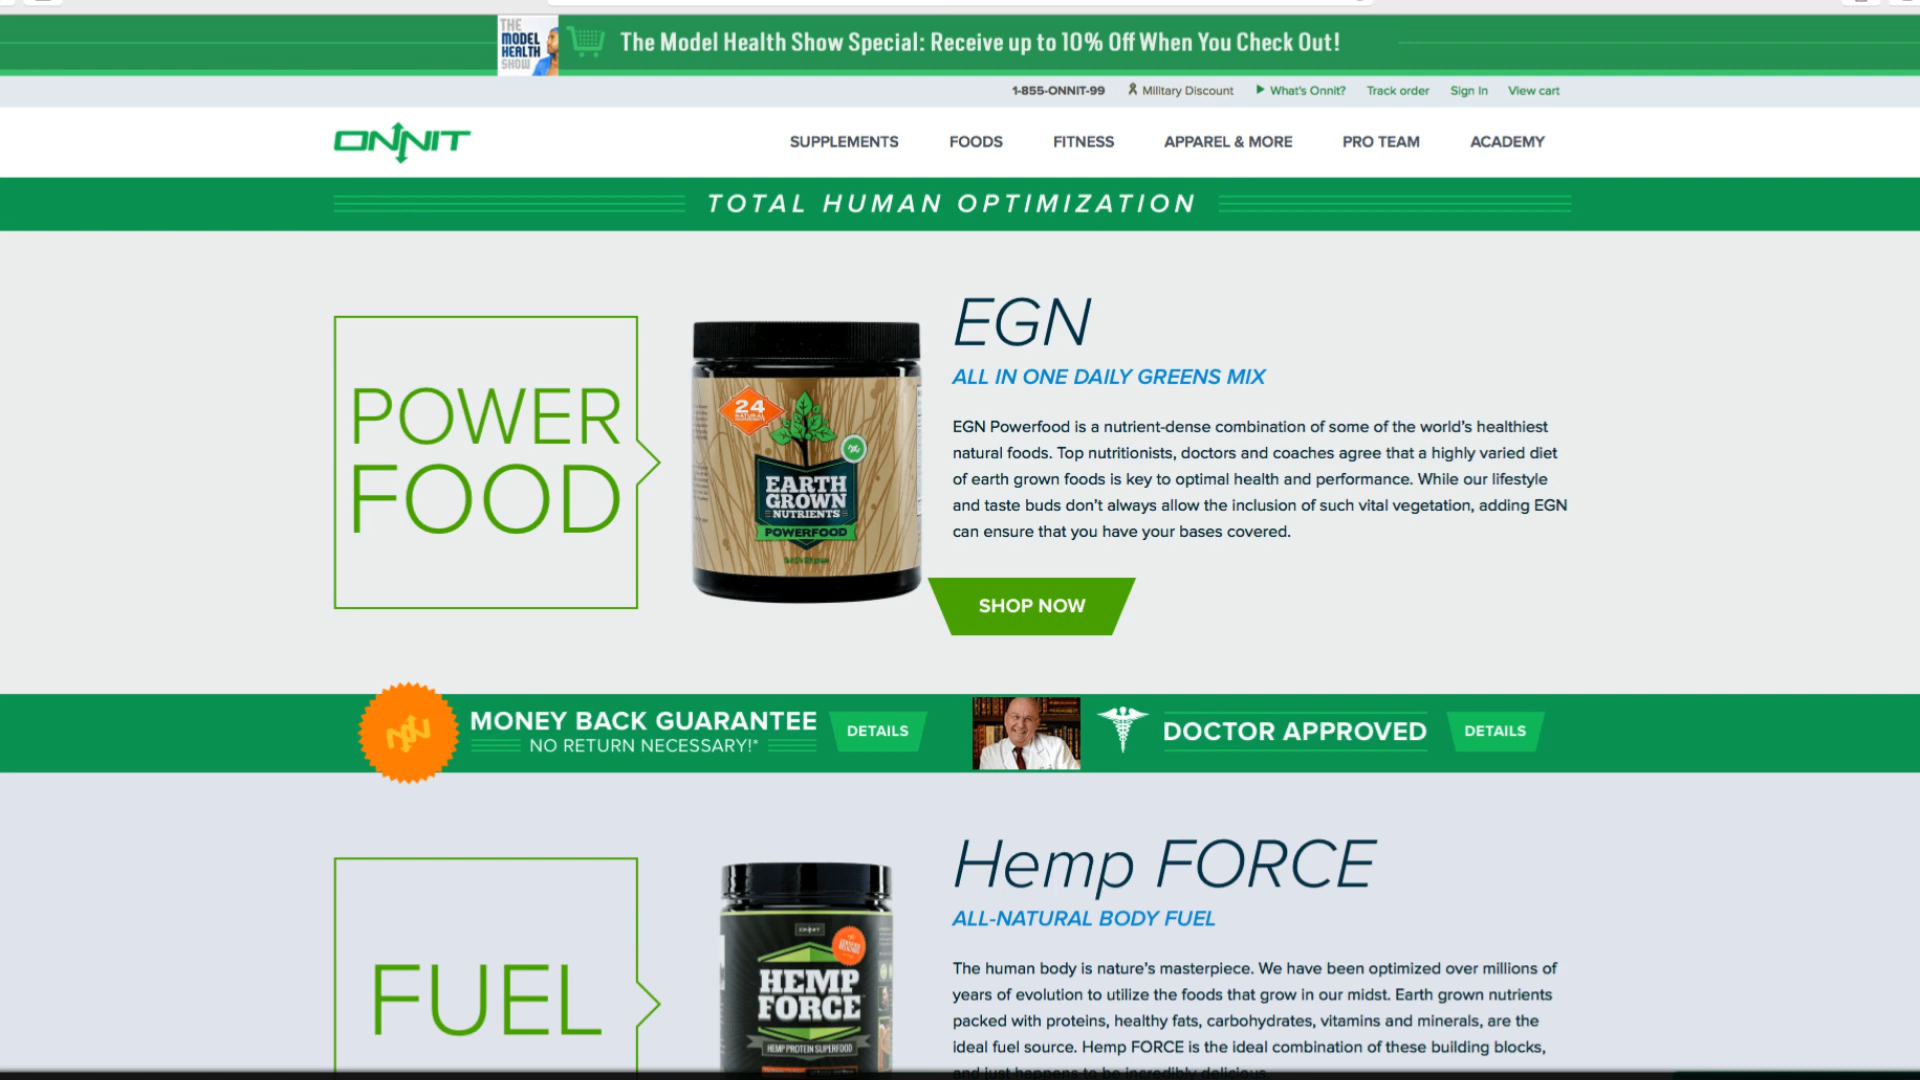 THE
MODEL
HEALTH
SHOW
The Model Health Show Special: Receive up to 10% Off When You Check Out!
1-855-ONNIT-99
Military Discount
What's Onnit?
Track order
Sign In
View cart
ONNIT
SUPPLEMENTS
FOODS
FITNESS
APPAREL & MORE
PRO TEAM
ACADEMY
TOTAL HUMAN OPTIMIZATION
POWER
FOOD
24
NATURAL
EARTH
GROWN
NUTRIENTS
POWERFOOD
EGN
ALL IN ONE DAILY GREENS MIX
EGN Powerfood is a nutrient-dense combination of some of the world's healthiest
natural foods. Top nutritionists, doctors and coaches agree that a highly varied diet
of earth grown foods is key to optimal health and performance. While our lifestyle
and taste buds don't always allow the inclusion of such vital vegetation, adding EGN
can ensure that you have your bases covered.
SHOP NOW
MONEY BACK GUARANTEE
NO RETURN NECESSARY!*
DETAILS
DOCTOR APPROVED
DETAILS
FUEL
ONNIT
HEMP
FORCE
HEMP PROTEIN SUPERFOOD
Hemp FORCE
ALL-NATURAL BODY FUEL
The human body is nature's masterpiece. We have been optimized over millions of
years of evolution to utilize the foods that grow in our midst. Earth grown nutrients
packed with proteins, healthy fats, carbohydrates, vitamins and minerals, are the
ideal fuel source. Hemp FORCE is the ideal combination of these building blocks,
and just happens to be incredibly delicious.